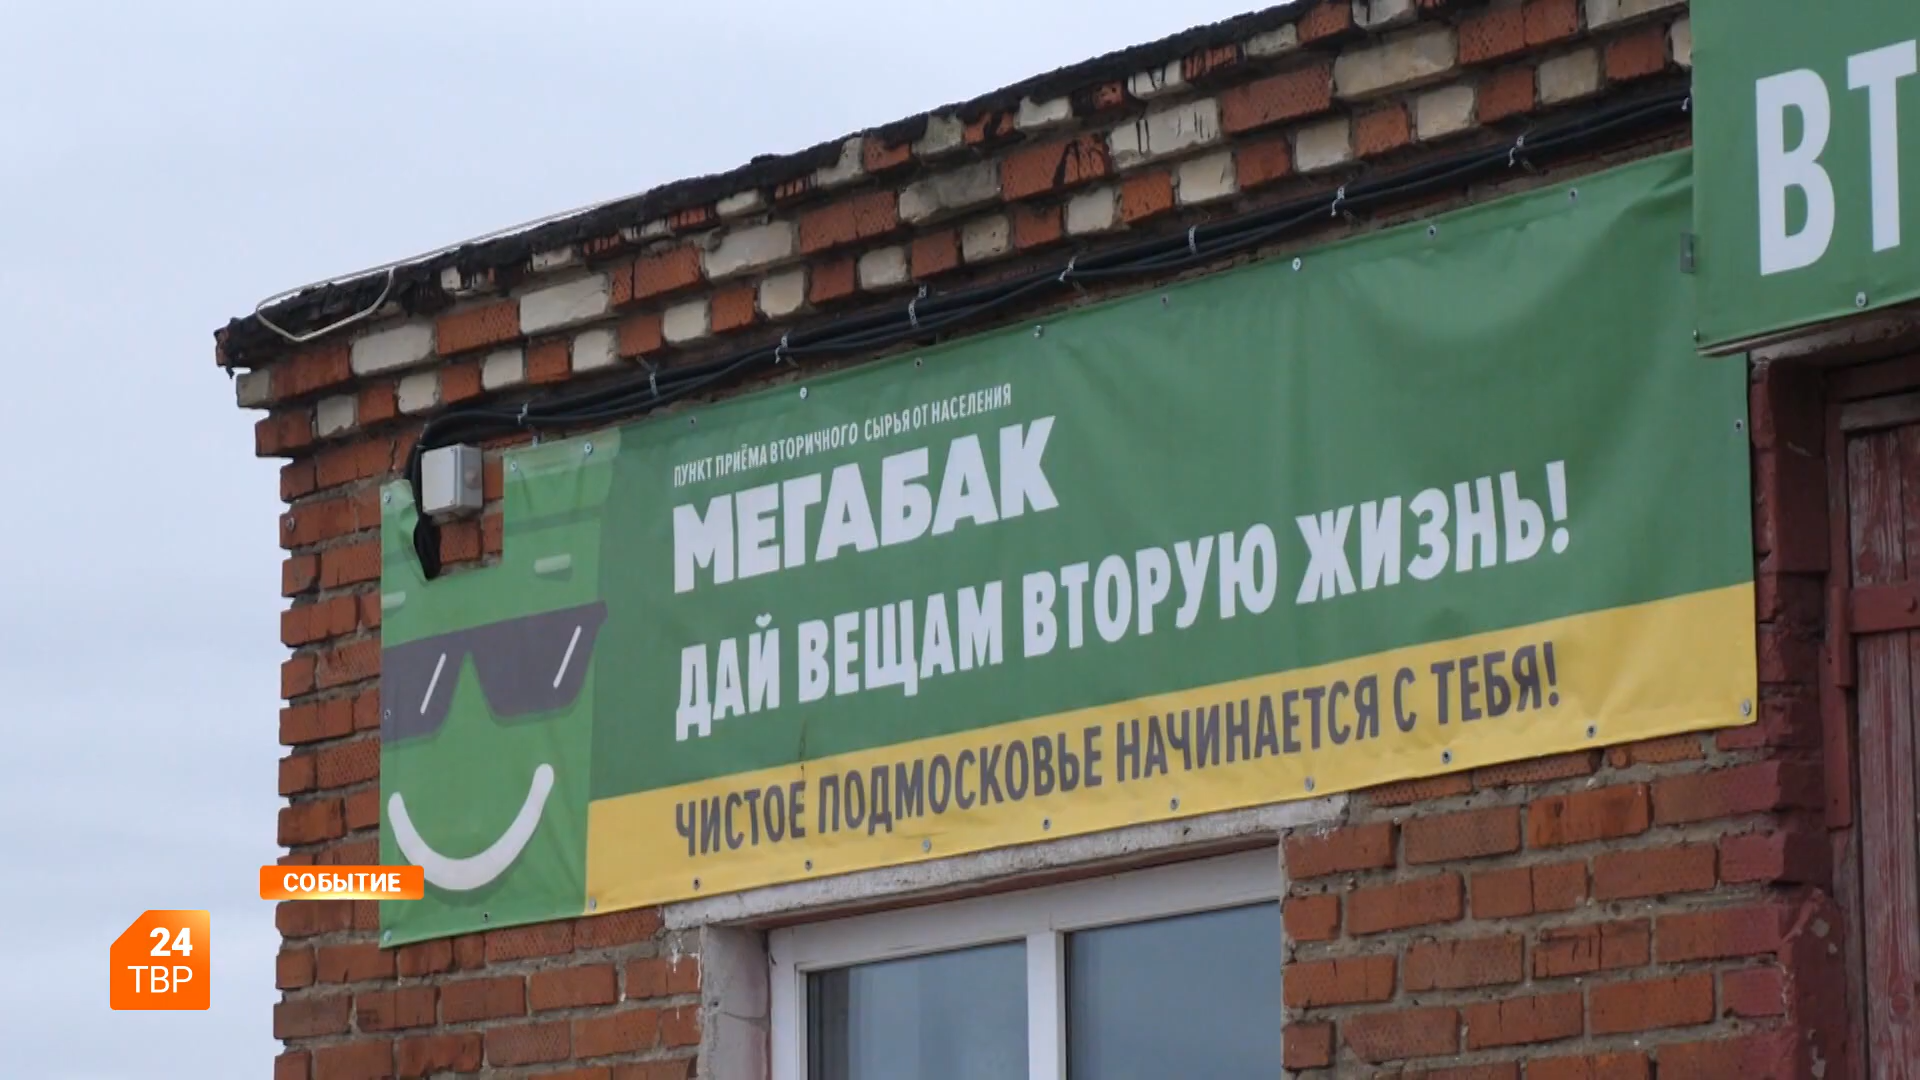 ВТ
ПУНКТ ПРИЁМА ВТОРИЧНОГО СЫРЬЯ ОТ НАСЕЛЕНИЯ
МЕГАБАК
ДАЙ ВЕЩАМ ВТОРУЮ ЖИЗНЬ!
ЧИСТОЕ ПОДМОСКОВЬЕ НАЧИНАЕТСЯ С ТЕБЯ!
СОБЫТИЕ
24
ТВР